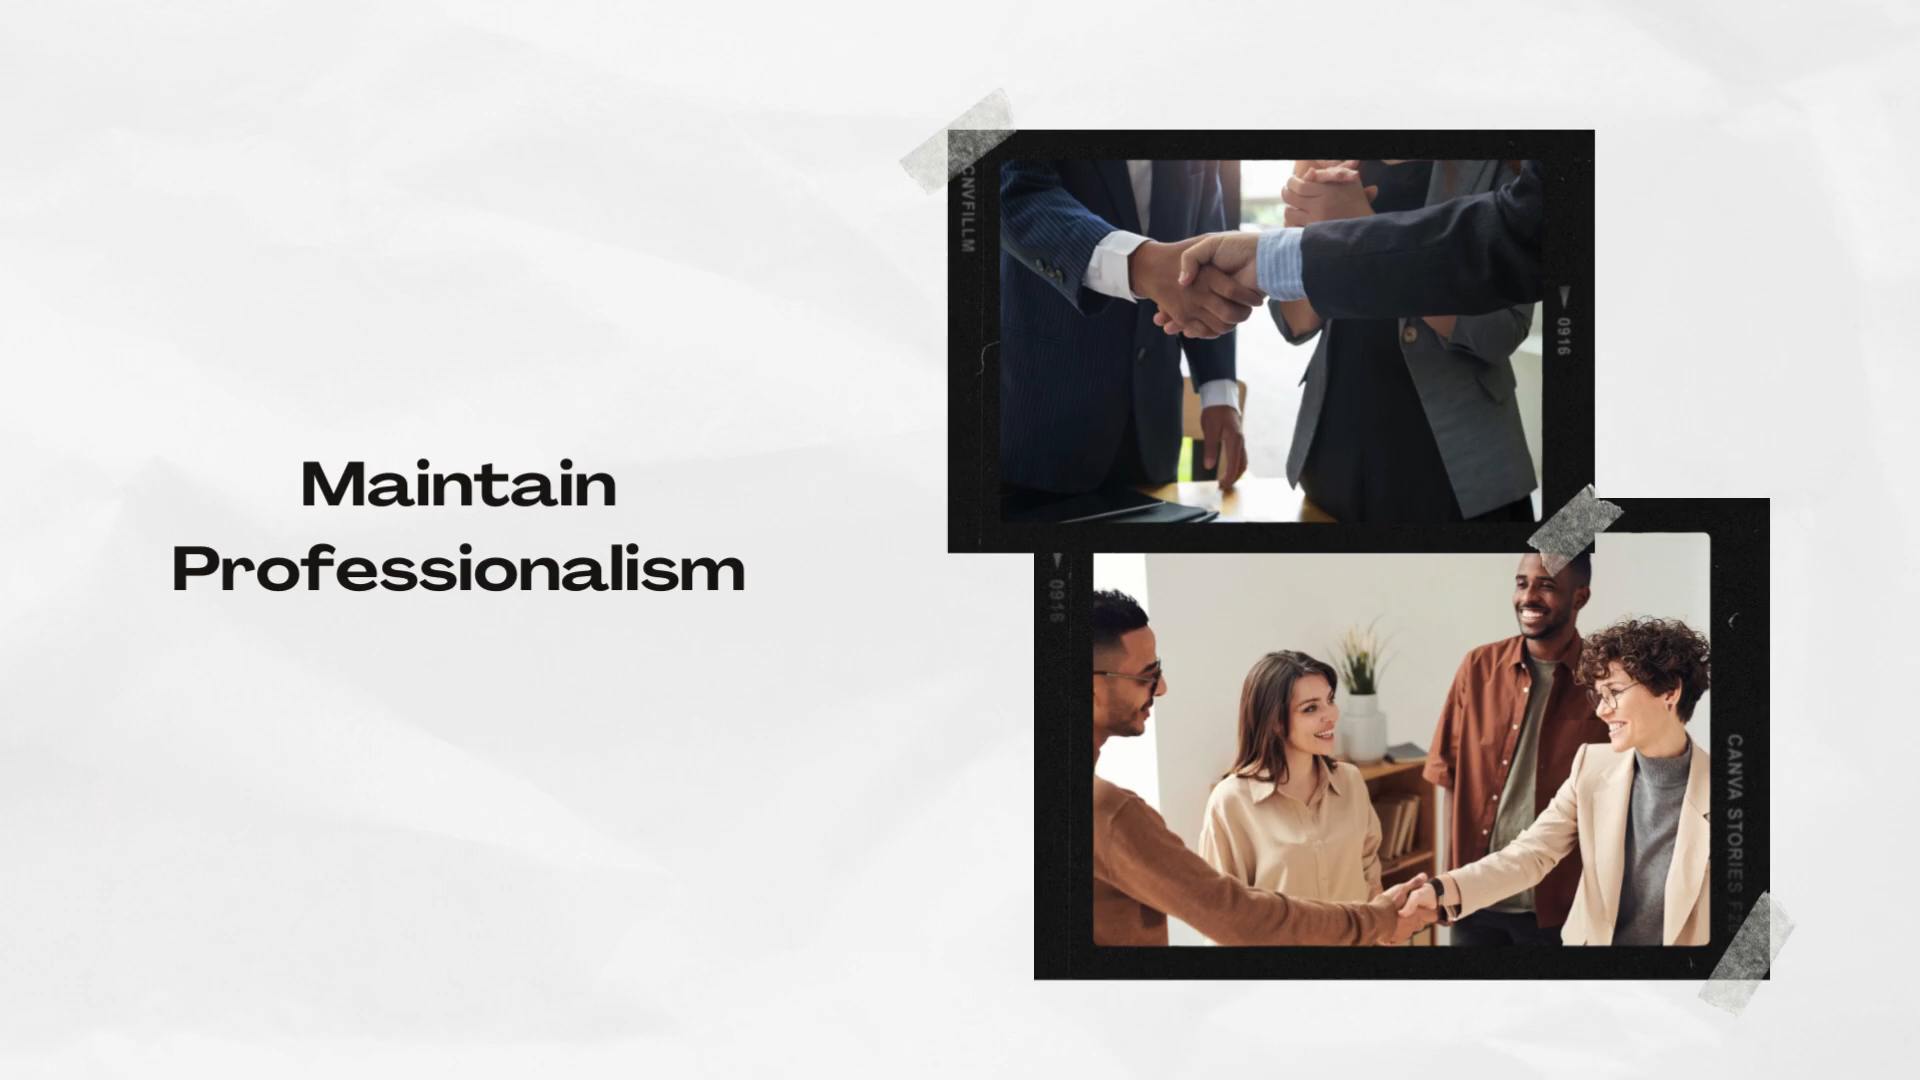 Maintain
Professionalism
CNVFILLM
0916
0916
CANVA STORIES